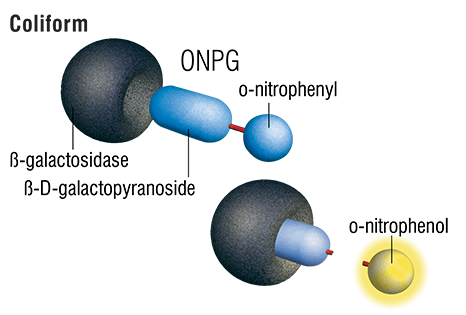 Coliform
ONPG
o-nitrophenyl
ß-galactosidase
ß-D-galactopyranoside
o-nitrophenol